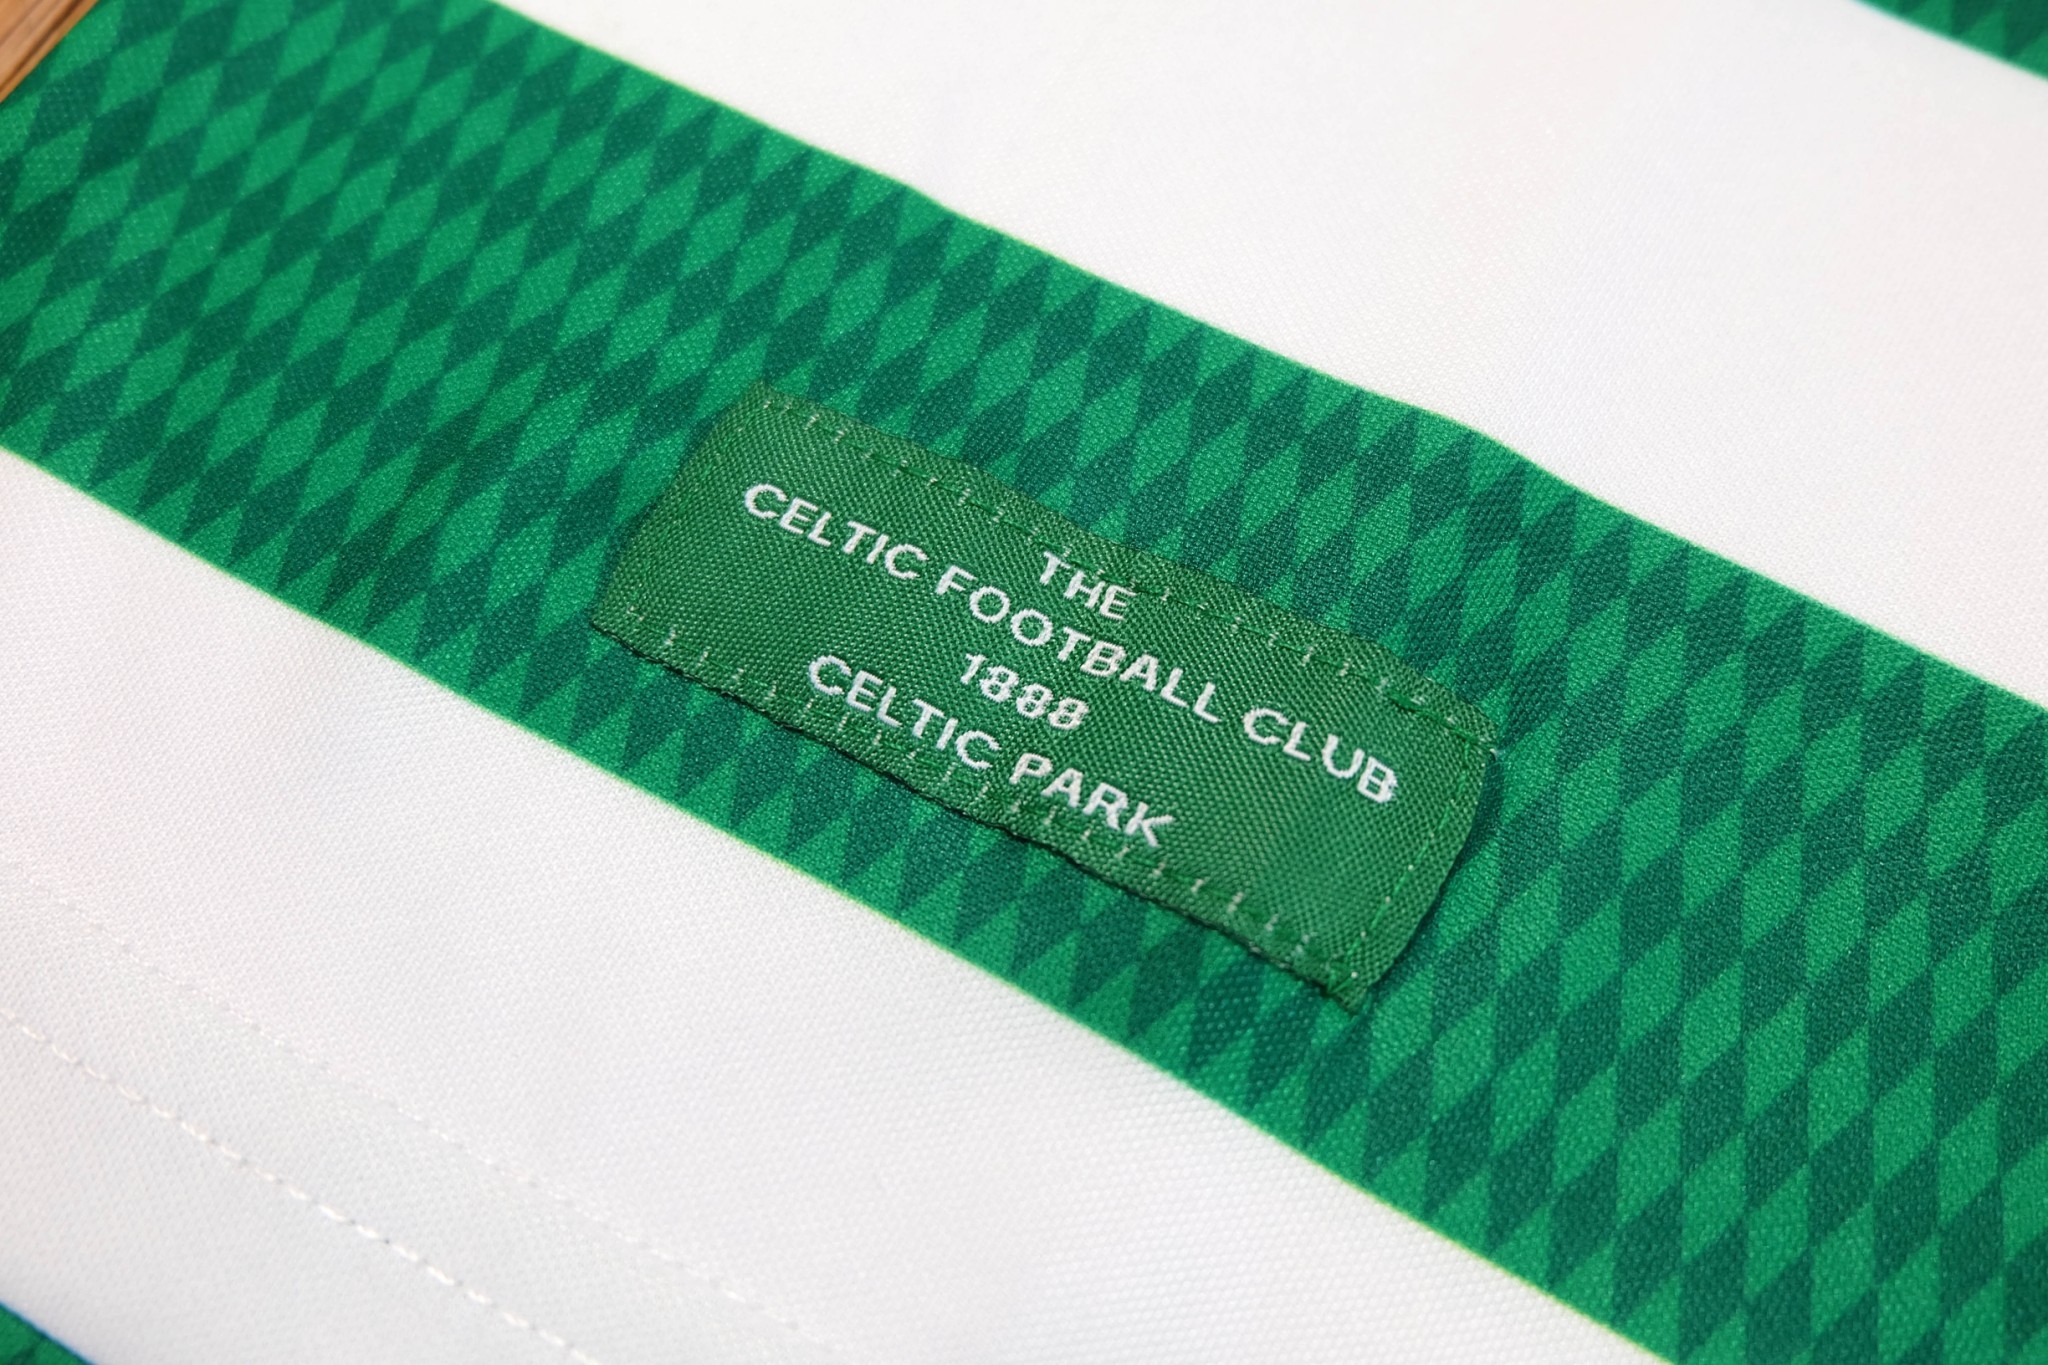 THE
CELTIC FOOTBALL CLUB
1888
CELTIC PARK